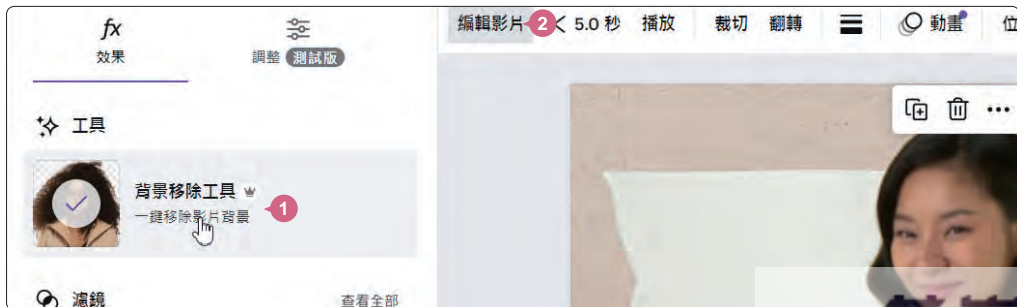 fx
效果
調整 測試版
工具
背景移除工具
一鍵移除影片背景
1
濾鏡
查看全部
編輯影片 2 5.0 秒 播放 裁切 翻轉 動畫 位